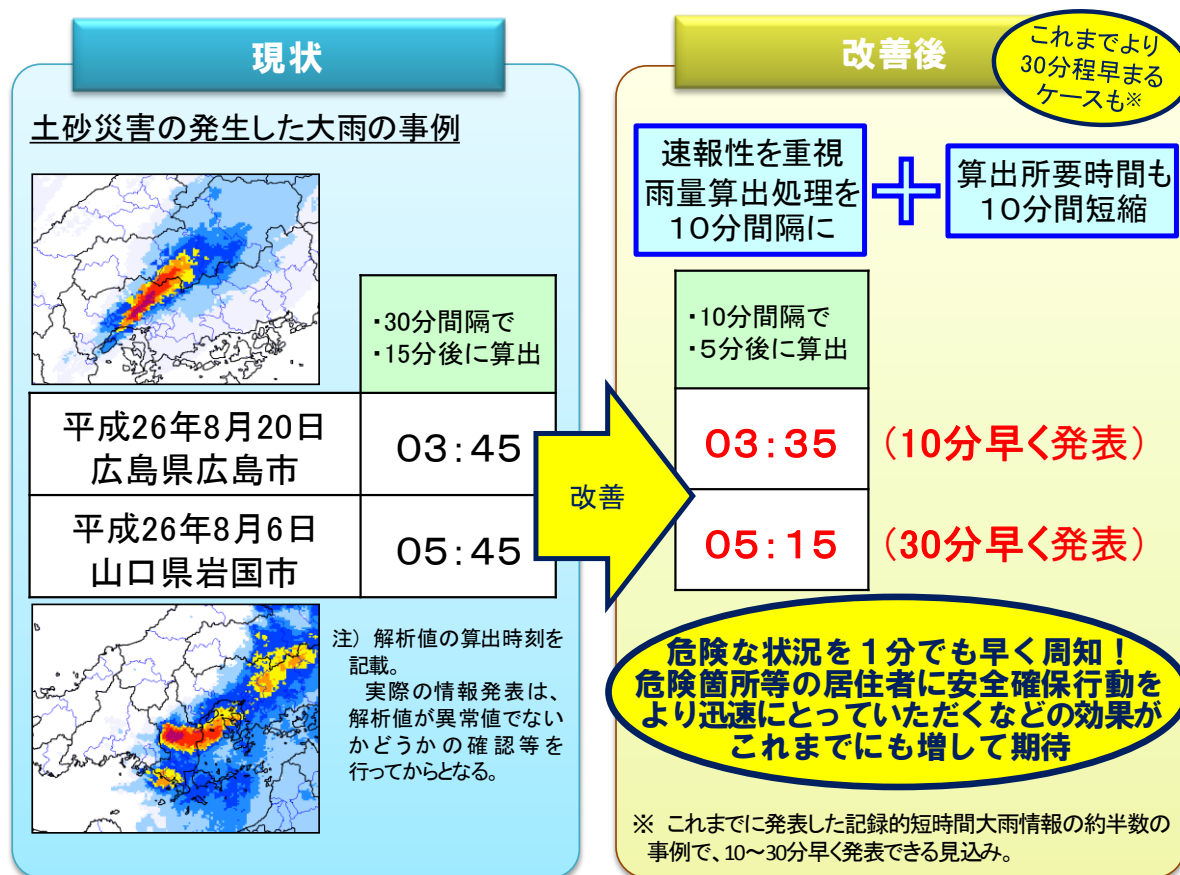 現状
土砂災害の発生した大雨の事例
・30分間隔で
・15分後に算出
平成26年8月20日
広島県広島市
03:45
平成26年8月6日
山口県岩国市
05:45
注） 解析値の算出時刻を
記載。
実際の情報発表は、
解析値が異常値でない
かどうかの確認等を
行ってからとなる。
改善
改善後
これまでより
30分程早まる
ケースも※
速報性を重視
雨量算出処理を
10分間隔に
算出所要時間も
10分間短縮
・10分間隔で
・5分後に算出
03:35
（10分早く発表）
05:15
（30分早く発表）
危険な状況を１分でも早く周知！
危険箇所等の居住者に安全確保行動を
より迅速にとっていただくなどの効果が
これまでにも増して期待
※ これまでに発表した記録的短時間大雨情報の約半数の
事例で、10～30分早く発表できる見込み。